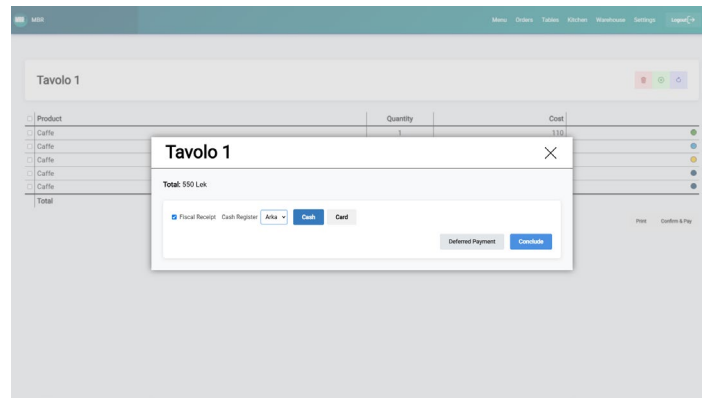 MBR
Menu Orders Tables Kitchen Warehouse Settings Logout
Tavolo 1
Product Quantity Cost
Caffe 1 110
Caffe
Caffe
Caffe
Caffe
Total
Tavolo 1
Total: 550 Lek
Fiscal Receipt Cash Register Arka Cash Card
Deferred Payment Conclude
Print Confirm & Pay